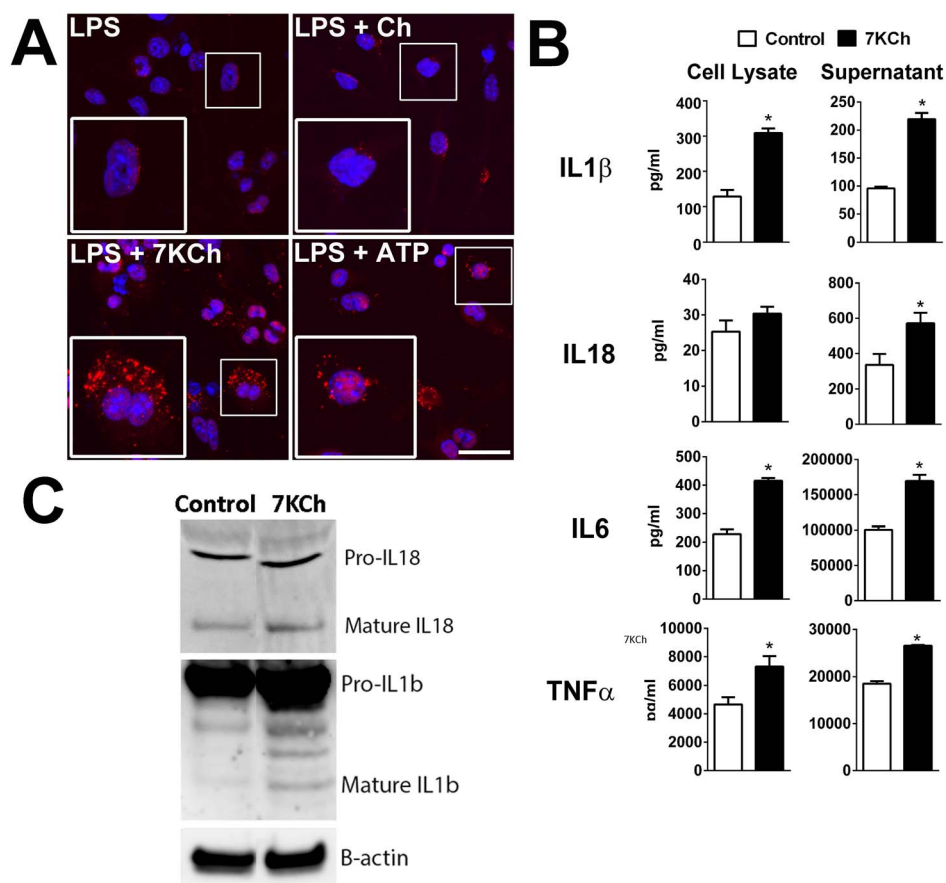 A
LPS
LPS + Ch
LPS + 7KCh
LPS + ATP
B
Control 7KCh
Cell Lysate Supernatant
IL1β
pg/ml
400
300
200
100
0
*
250
200
150
100
50
0
*
IL18
pg/ml
40
30
20
10
0
800
600
400
200
0
*
IL6
pg/ml
600
400
200
0
*
200000
150000
100000
50000
0
*
TNFα
7KCh
pg/ml
10000
8000
6000
4000
2000
0
*
30000
20000
10000
0
*
C
Control 7KCh
Pro-IL18
Mature IL18
Pro-IL1b
Mature IL1b
B-actin